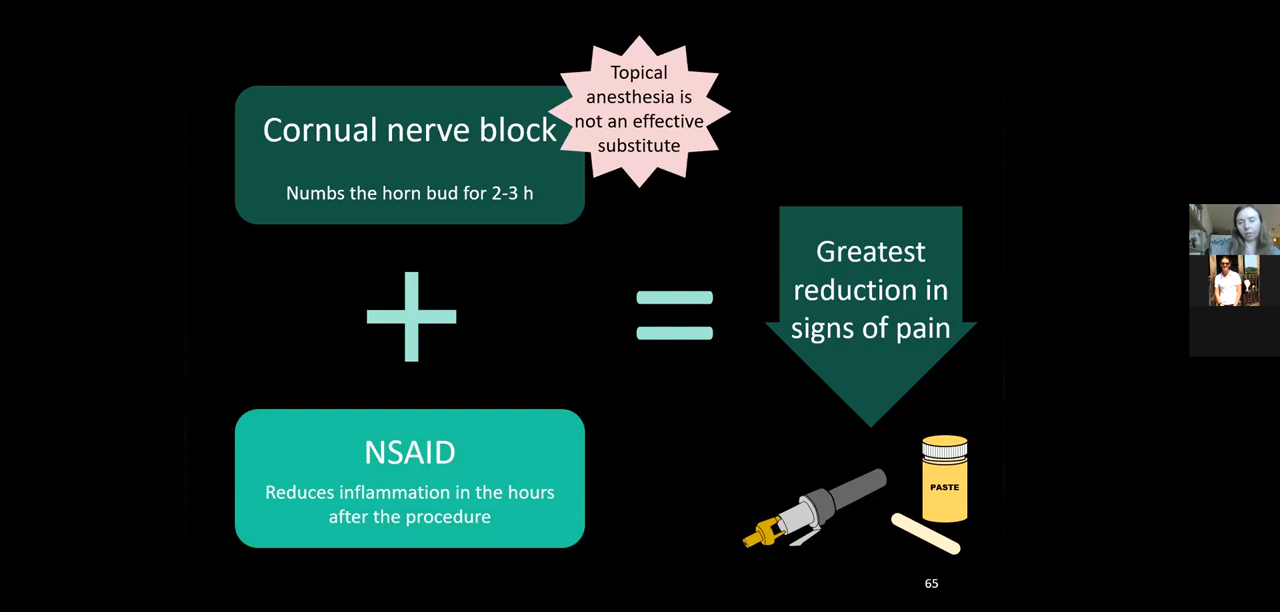 Topical
anesthesia is
not an effective
substitute
Cornual nerve block
Numbs the horn bud for 2-3 h
Greatest
reduction in
signs of pain
NSAID
Reduces inflammation in the hours
after the procedure
PASTE
65